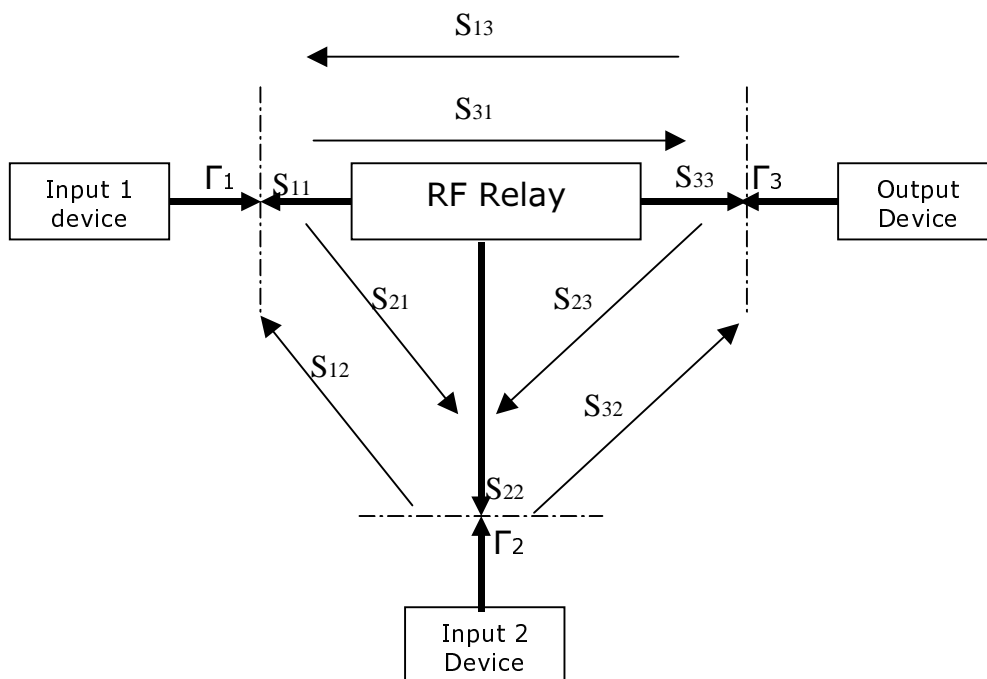 S13
S31
Input 1
device
Γ1
S11
RF Relay
S33
Γ3
Output
Device
S21
S23
S12
S32
S22
Γ2
Input 2
Device